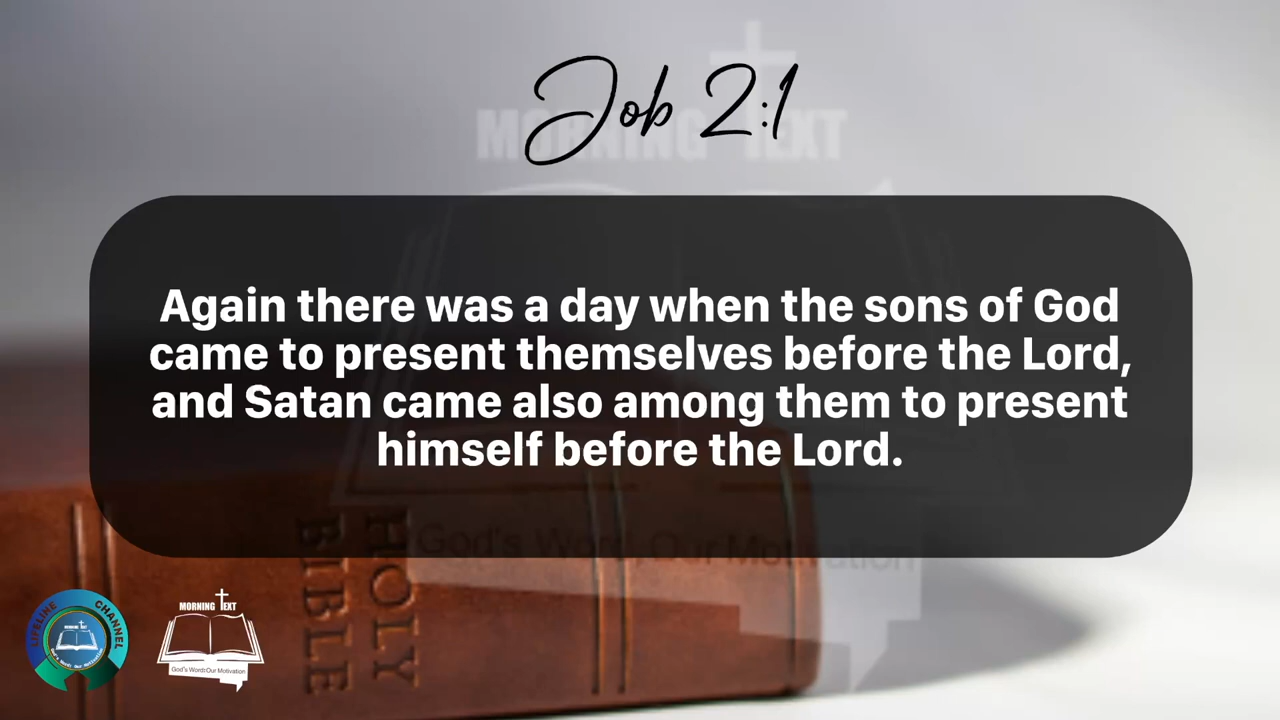 Job 2:1
MORNING TEXT
Again there was a day when the sons of God
came to present themselves before the Lord,
and Satan came also among them to present
himself before the Lord.
God's Word, Our Motivation
HOLY
BIBLE
LIFELINE CHANNEL
MORNING TEXT
God's Word:Our Motivation